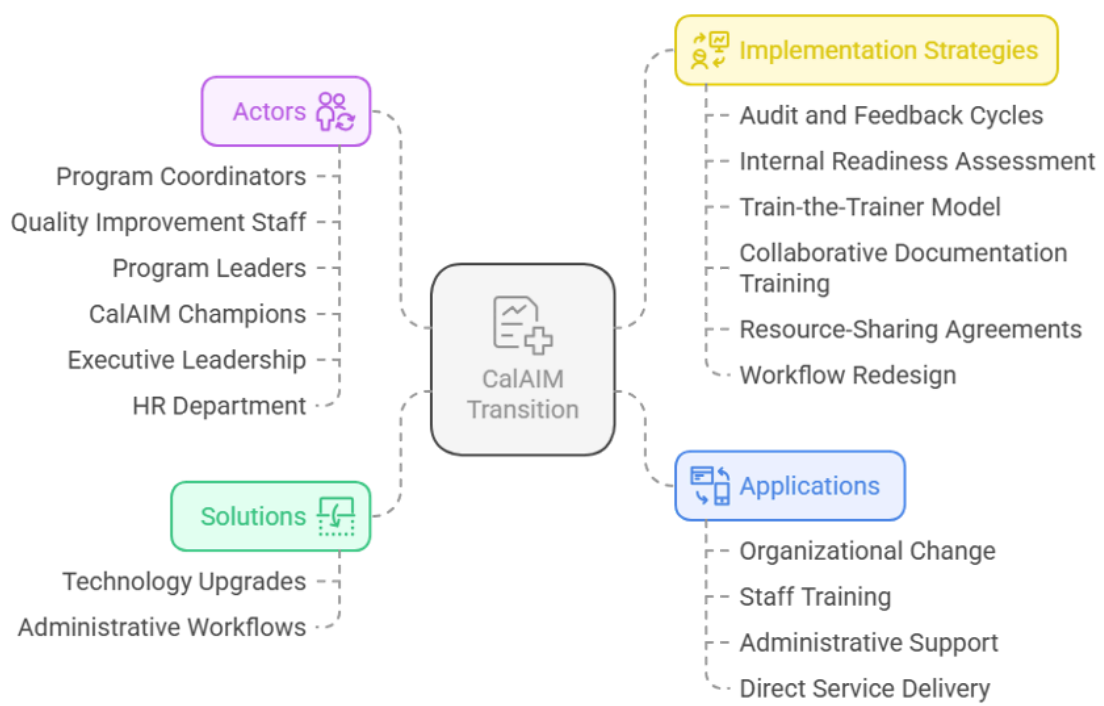 Actors
Program Coordinators
Quality Improvement Staff
Program Leaders
CalAIM Champions
Executive Leadership
HR Department
Solutions
Technology Upgrades
Administrative Workflows
CalAIM
Transition
Implementation Strategies
Audit and Feedback Cycles
Internal Readiness Assessment
Train-the-Trainer Model
Collaborative Documentation
Training
Resource-Sharing Agreements
Workflow Redesign
Applications
Organizational Change
Staff Training
Administrative Support
Direct Service Delivery